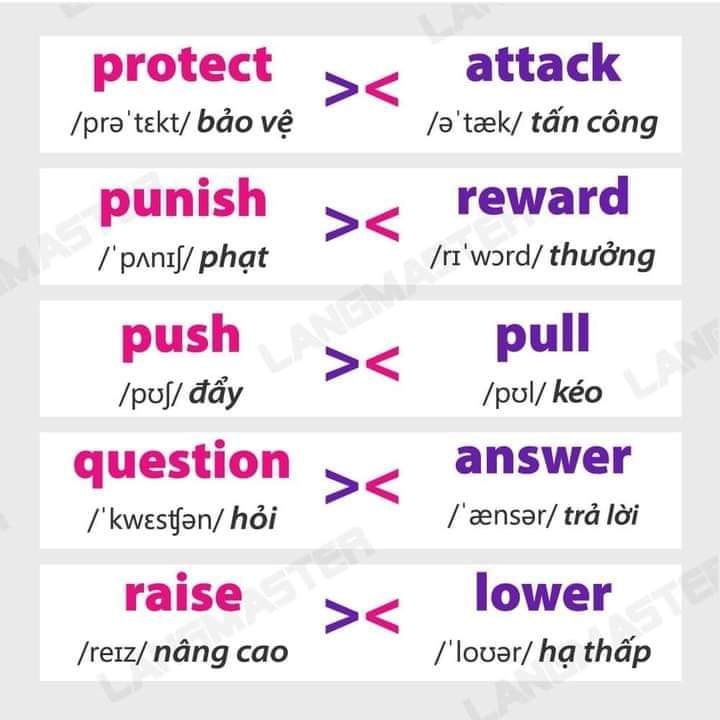 protect >< attack
/prəˈtɛkt/ bảo vệ /əˈtæk/ tấn công
punish >< reward
/ˈpʌnɪʃ/ phạt /rɪˈwɔrd/ thưởng
push >< pull
/pʊʃ/ đẩy /pʊl/ kéo
question >< answer
/ˈkwɛsʧən/ hỏi /ˈænsər/ trả lời
raise >< lower
/reɪz/ nâng cao /ˈloʊər/ hạ thấp
LANGMASTER